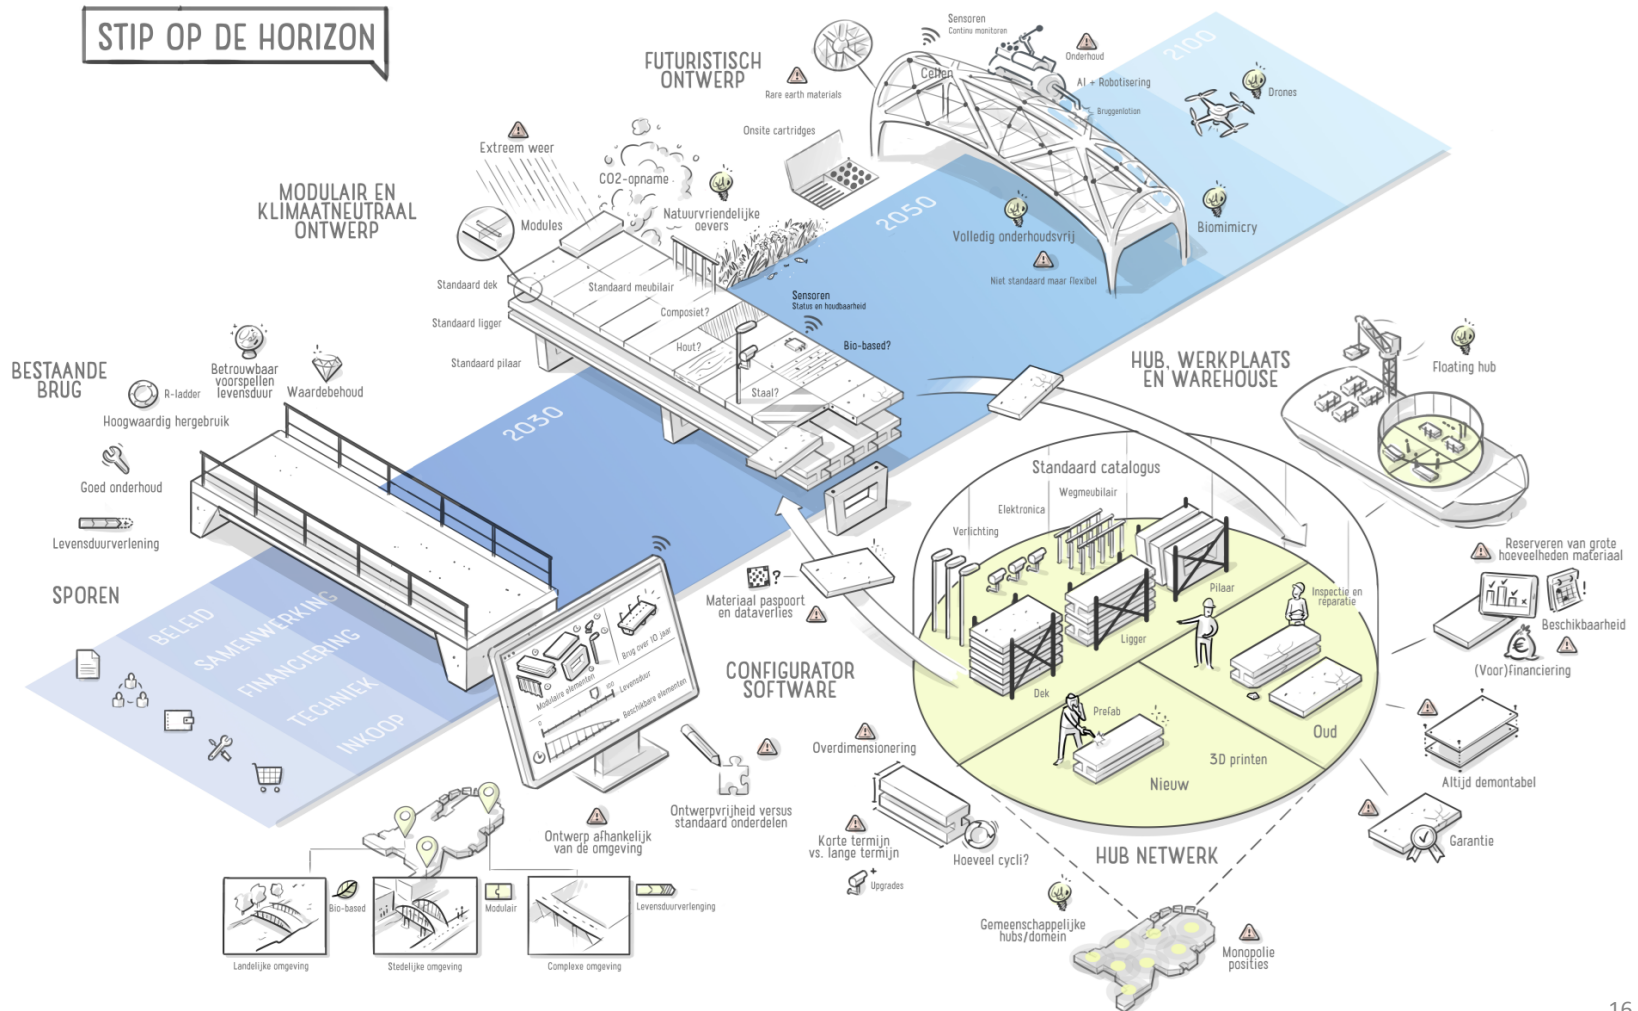 STIP OP DE HORIZON
FUTURISTISCH
ONTWERP
Rare earth materials
Onsite cartridges
Sensoren
Continu monitoren
Cellen
Onderhoud
AI + Robotisering
Bruggenlotion
2100
Drones
Biomimicry
2050
Volledig onderhoudsvrij
Niet standaard maar flexibel
MODULAIR EN
KLIMAATNEUTRAAL
ONTWERP
Extreem weer
CO2-opname
Natuurvriendelijke
oevers
Modules
Standaard dek
Standaard ligger
Standaard pilaar
Standaard meubilair
Composiet?
Hout?
Staal?
Sensoren
Status en houdbaarheid
Bio-based?
2030
BESTAANDE
BRUG
Betrouwbaar
voorspellen
levensduur
Waardebehoud
R-ladder
Hoogwaardig hergebruik
Goed onderhoud
Levensduurverlening
SPOREN
BELEID
SAMENWERKING
FINANCIERING
TECHNIEK
INKOOP
HUB, WERKPLAATS
EN WAREHOUSE
Floating hub
Standaard catalogus
Wegmeubilair
Elektronica
Verlichting
Pilaar
Ligger
Dek
Inspectie en
reparatie
Prefab
Nieuw
3D printen
Oud
Reserveren van grote
hoeveelheden materiaal
Beschikbaarheid
€
(Voor)financiering
Altijd demontabel
Garantie
?
Materiaal paspoort
en dataverlies
CONFIGURATOR
SOFTWARE
Modulaire elementen
Brug over 10 jaar
0
100
Levensduur
Beschikbare elementen
Ontwerpvrijheid versus
standaard onderdelen
Ontwerp afhankelijk
van de omgeving
Overdimensionering
Korte termijn
vs. lange termijn
Upgrades
Hoeveel cycli?
HUB NETWERK
Gemeenschappelijke
hubs/domein
Monopolie
posities
Bio-based
Modulair
Levensduurverlenging
Landelijke omgeving
Stedelijke omgeving
Complexe omgeving
16